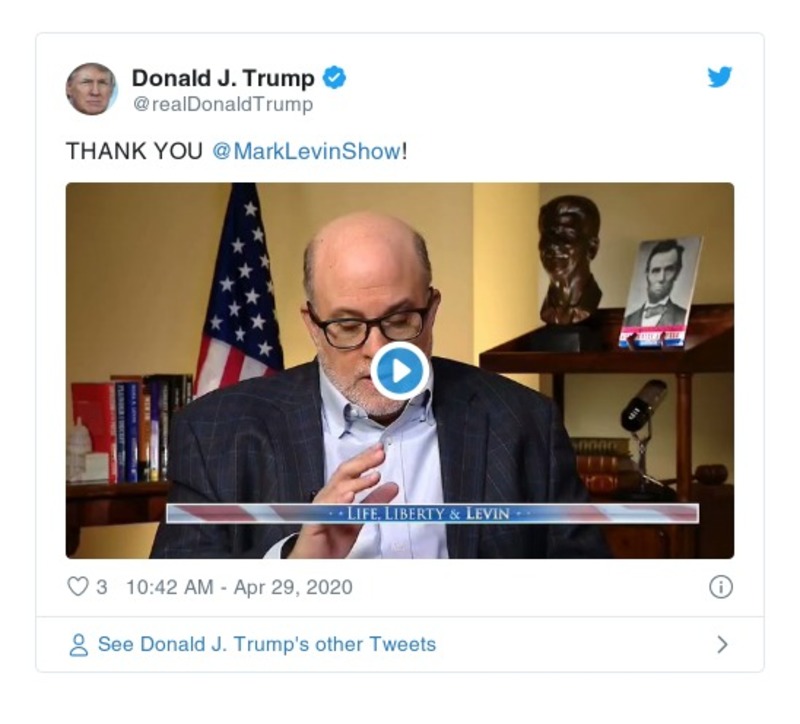 Donald J. Trump
@realDonaldTrump
THANK YOU @MarkLevinShow!
LIFE, LIBERTY & LEVIN
3 10:42 AM - Apr 29, 2020
See Donald J. Trump's other Tweets